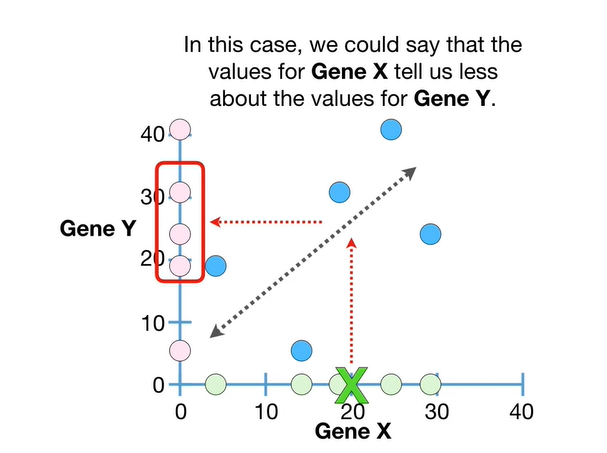 In this case, we could say that the
values for Gene X tell us less
about the values for Gene Y.
40
30
Gene Y
20
10
0
X
0 10 20 30 40
Gene X